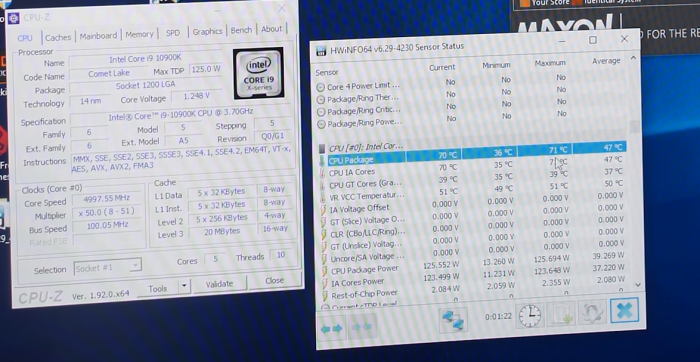 CPU-Z
CPU Caches Mainboard Memory SPD Graphics Bench About
Processor
Name Intel Core i9 10900K
Code Name Comet Lake Max TDP 125.0 W
Package Socket 1200 LGA
Technology 14 nm Core Voltage 1.248 V
(intel)
CORE i9
X-series
Specification Intel® Core™ i9-10900K CPU @ 3.70GHz
Family 6 Model 5 Stepping 5
Ext. Family 6 Ext. Model A5 Revision Q0/G1
Instructions MMX, SSE, SSE2, SSE3, SSSE3, SSE4.1, SSE4.2, EM64T, VT-x,
AES, AVX, AVX2, FMA3
Clocks (Core #0)
Core Speed 4997.55 MHz
Multiplier x 50.0 (8 - 51)
Bus Speed 100.05 MHz
Rated FSB
Cache
L1 Data 5 x 32 KBytes 8-way
L1 Inst. 5 x 32 KBytes 8-way
Level 2 5 x 256 KBytes 4-way
Level 3 20 MBytes 16-way
Selection Socket #1 Cores 5 Threads 10
CPU-Z Ver. 1.92.0.x64 Tools Validate Close
Your Score Identical System
MAXON
FOR THE RE
HWiNFO64 v6.29-4230 Sensor Status
Sensor Current Minimum Maximum Average
Core 4 Power Limit ... No No No
Package/Ring Ther... No No No
Package/Ring Critic... No No No
Package/Ring Powe... No No No
CPU [#0]: Intel Cor...
CPU Package 70 °C 36 °C 71 °C 47 °C
CPU IA Cores 70 °C 35 °C 71 °C 47 °C
CPU GT Cores (Gra... 39 °C 35 °C 39 °C 37 °C
VR VCC Temperatur... 51 °C 49 °C 51 °C 50 °C
IA Voltage Offset 0.000 V 0.000 V 0.000 V
GT (Slice) Voltage O... 0.000 V 0.000 V 0.000 V
CLR (CBo/LLC/Ring)... 0.000 V 0.000 V 0.000 V
GT (Unslice) Voltag... 0.000 V 0.000 V 0.000 V
Uncore/SA Voltage ... 0.000 V 0.000 V 0.000 V
CPU Package Power 125.552 W 13.260 W 125.694 W 39.269 W
IA Cores Power 123.499 W 11.231 W 123.648 W 37.220 W
Rest-of-Chip Power 2.084 W 2.059 W 2.355 W 2.080 W
0:01:22